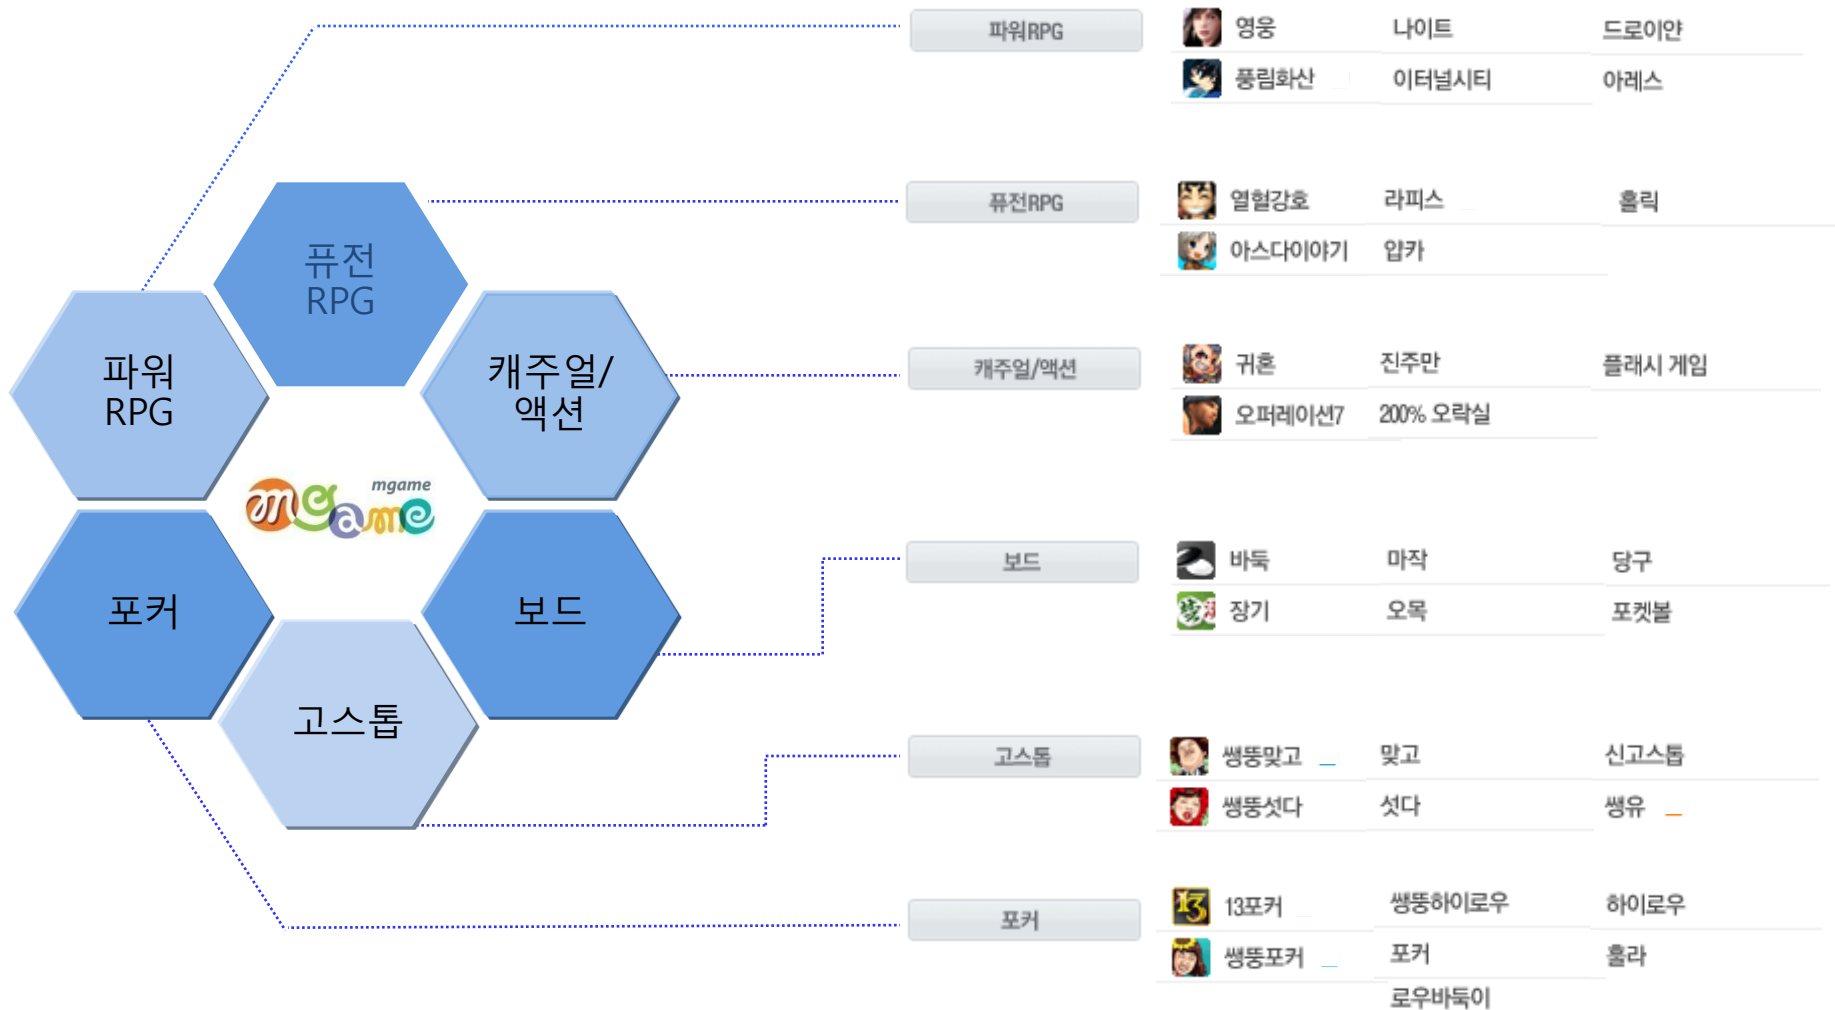 파워RPG
영웅 나이트 드로이얀
풍림화산 이터널시티 아레스
퓨전RPG
열혈강호 라피스 홀릭
아스다이야기 얍카
캐주얼/액션
귀혼 진주만 플래시 게임
오퍼레이션7 200% 오락실
보드
바둑 마작 당구
장기 오목 포켓볼
고스톱
쌩뚱맞고 맞고 신고스톱
쌩뚱섯다 섯다 쌩유
포커
13포커 쌩뚱하이로우 하이로우
쌩뚱포커 포커 훌라
로우바둑이
퓨전
RPG
파워
RPG
캐주얼/
액션
mgame
mgame
포커
보드
고스톱
13